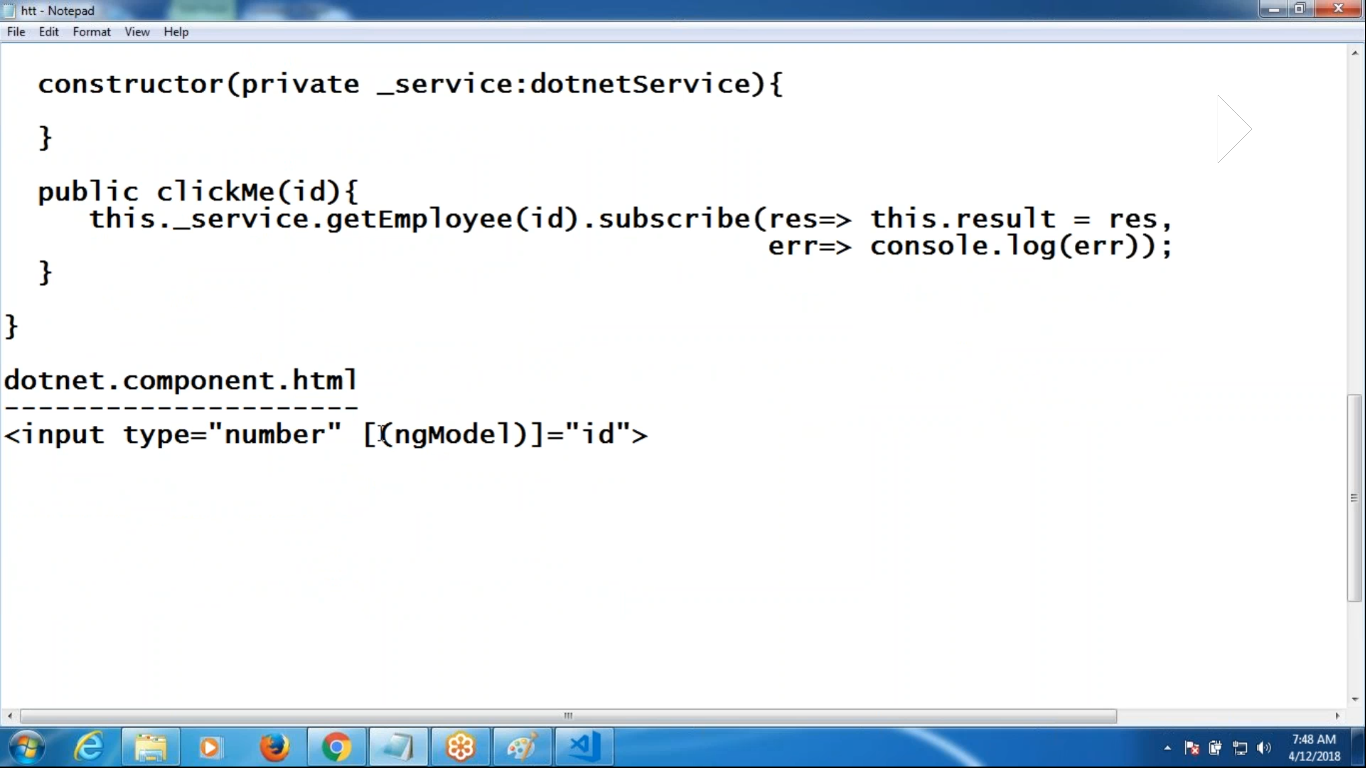 htt - Notepad
File Edit Format View Help
constructor(private _service:dotnetService){
}
public clickMe(id){
this._service.getEmployee(id).subscribe(res=> this.result = res,
err=> console.log(err));
}
}
dotnet.component.html
---------------------
<input type="number" [(ngModel)]="id">
7:48 AM
4/12/2018